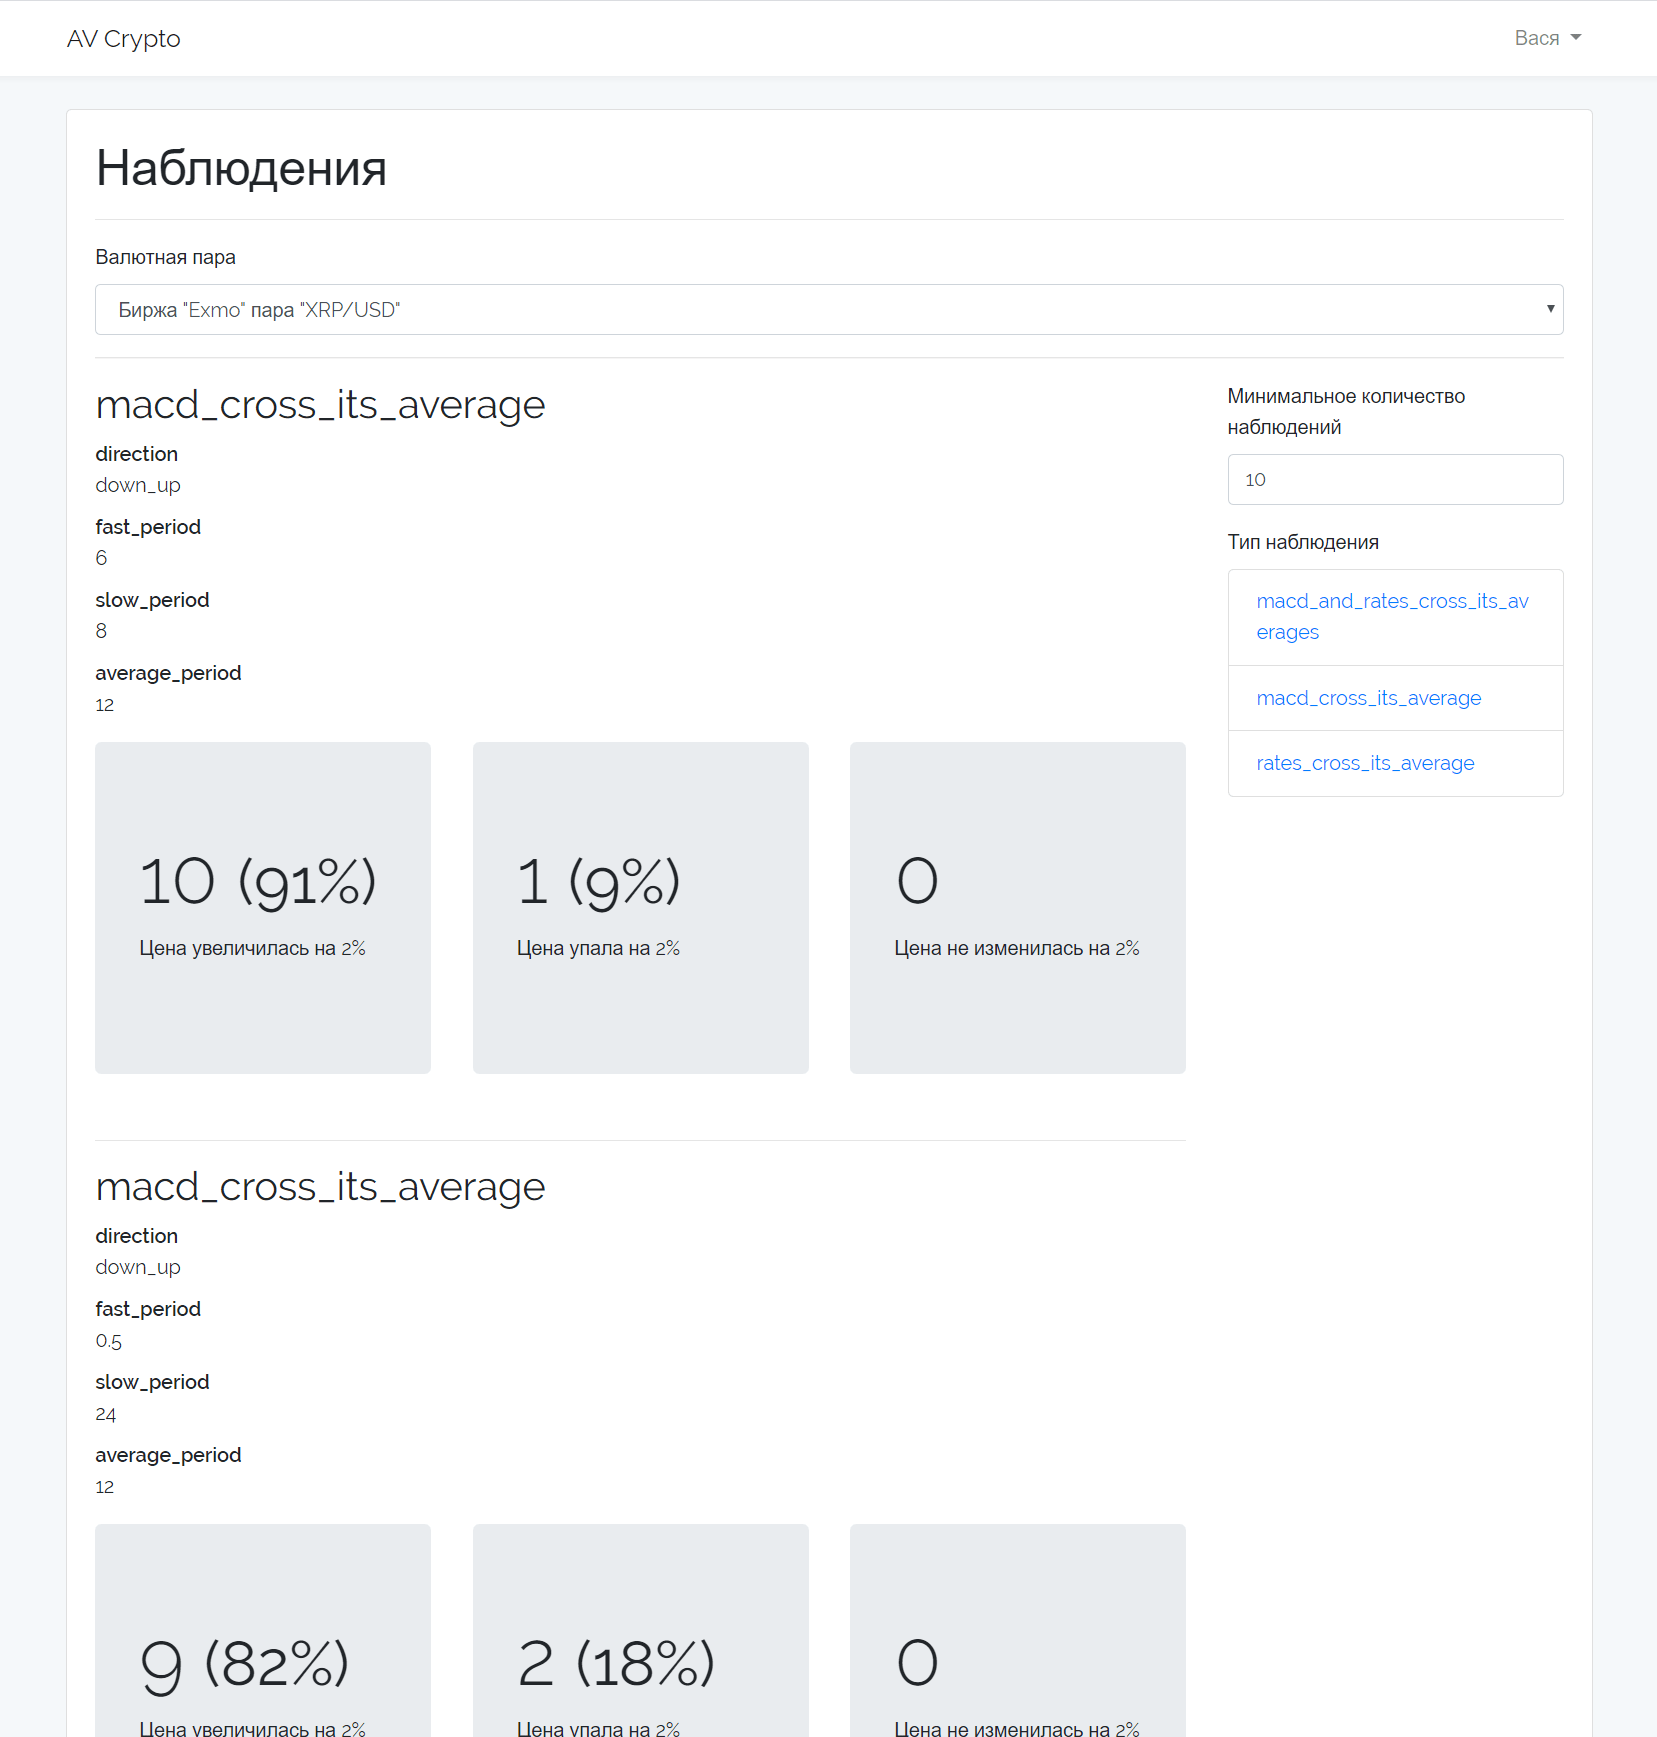 AV Crypto
Вася
Наблюдения
Валютная пара
Биржа "Exmo" пара "XRP/USD"
macd_cross_its_average
direction
down_up
fast_period
6
slow_period
8
average_period
12
10 (91%)
Цена увеличилась на 2%
1 (9%)
Цена упала на 2%
0
Цена не изменилась на 2%
macd_cross_its_average
direction
down_up
fast_period
0.5
slow_period
24
average_period
12
9 (82%)
Цена увеличилась на 2%
2 (18%)
Цена упала на 2%
0
Цена не изменилась на 2%
Минимальное количество
наблюдений
10
Тип наблюдения
macd_and_rates_cross_its_av
erages
macd_cross_its_average
rates_cross_its_average